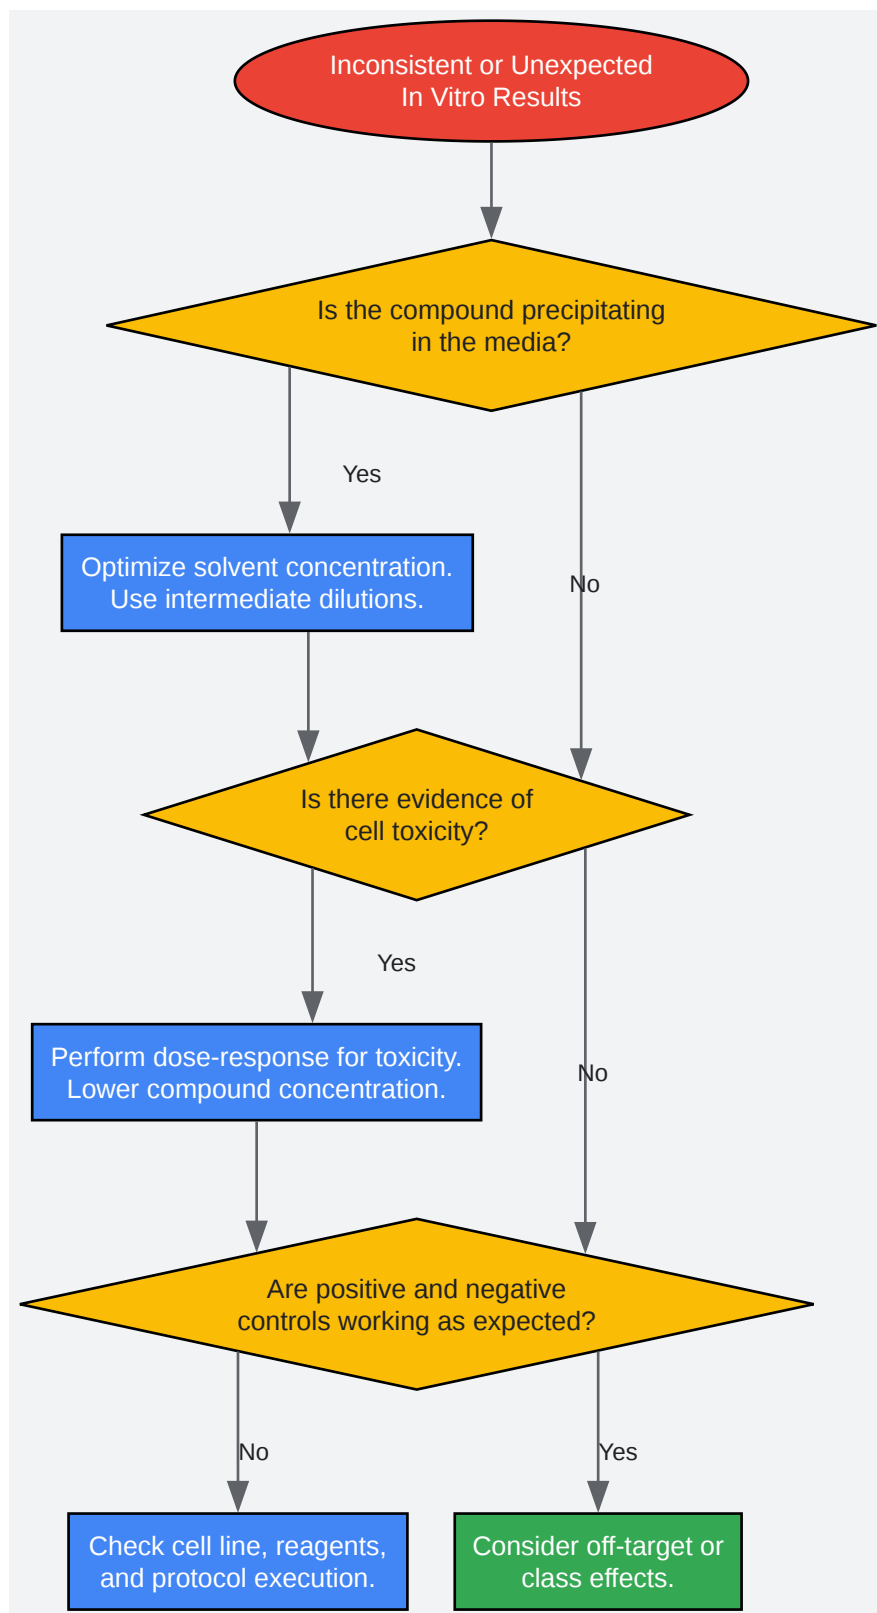 Inconsistent or Unexpected
In Vitro Results
Is the compound precipitating
in the media?
Yes
Optimize solvent concentration.
Use intermediate dilutions.
No
Is there evidence of
cell toxicity?
Yes
Perform dose-response for toxicity.
Lower compound concentration.
No
Are positive and negative
controls working as expected?
No
Yes
Check cell line, reagents,
and protocol execution.
Consider off-target or
class effects.